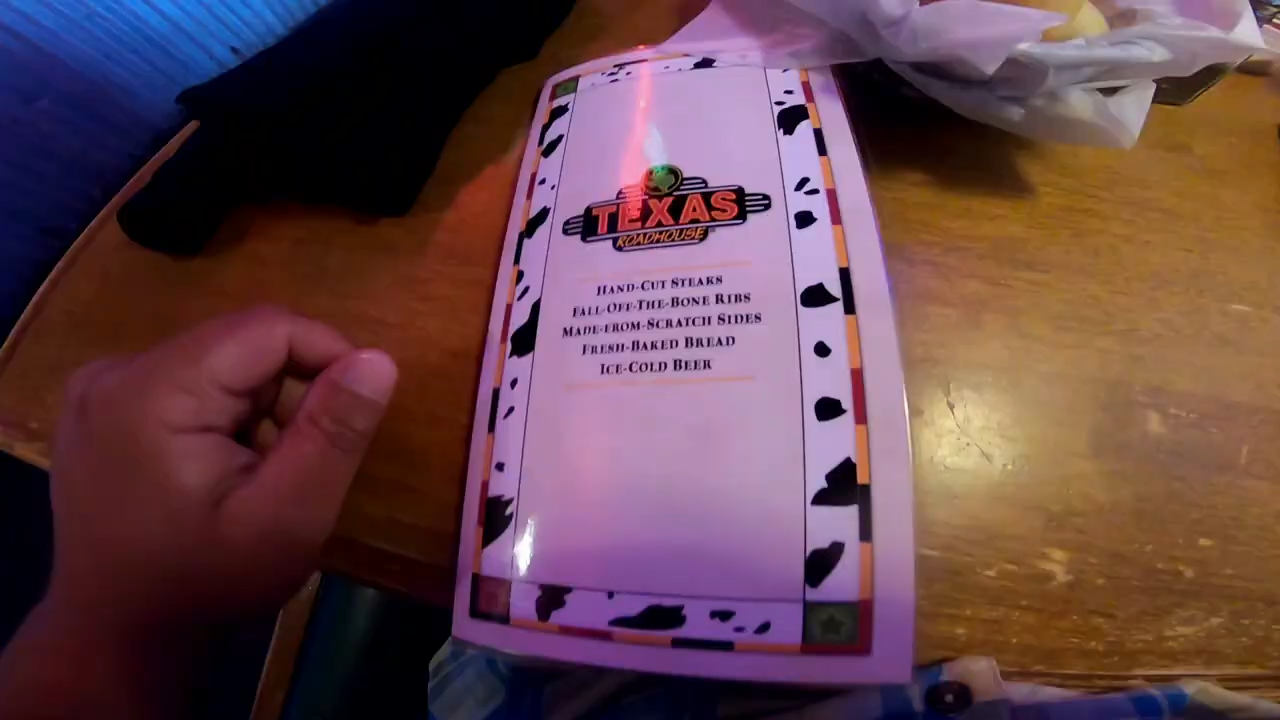 TEXAS
ROADHOUSE
HAND-CUT STEAKS
FALL-OFF-THE-BONE RIBS
MADE-FROM-SCRATCH SIDES
FRESH-BAKED BREAD
ICE-COLD BEER